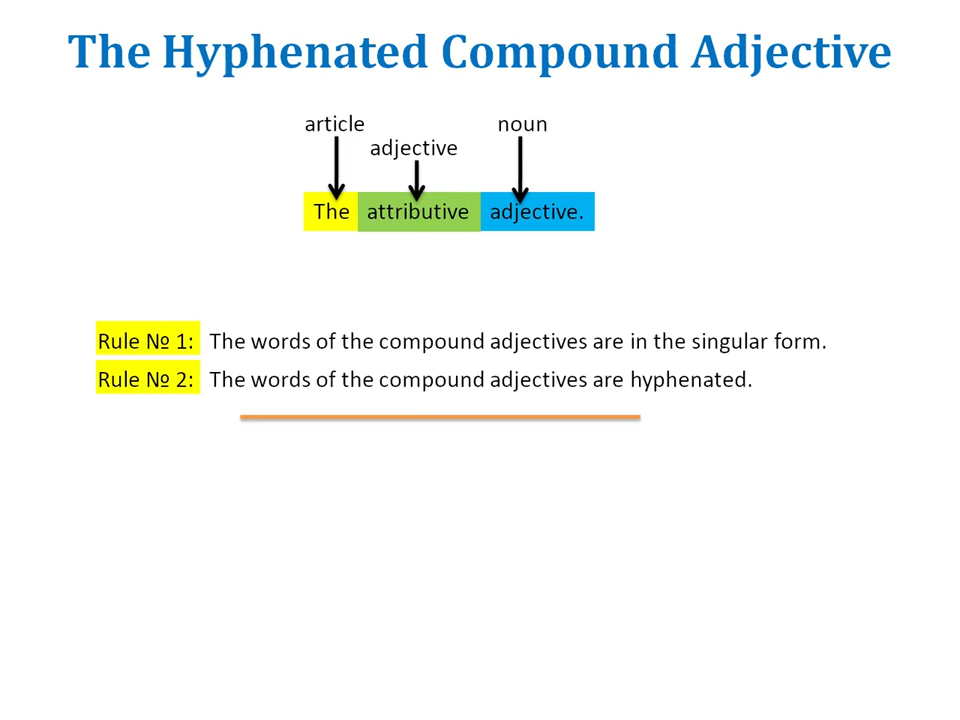 The Hyphenated Compound Adjective
article
noun
adjective
The attributive adjective.
Rule № 1: The words of the compound adjectives are in the singular form.
Rule № 2: The words of the compound adjectives are hyphenated.